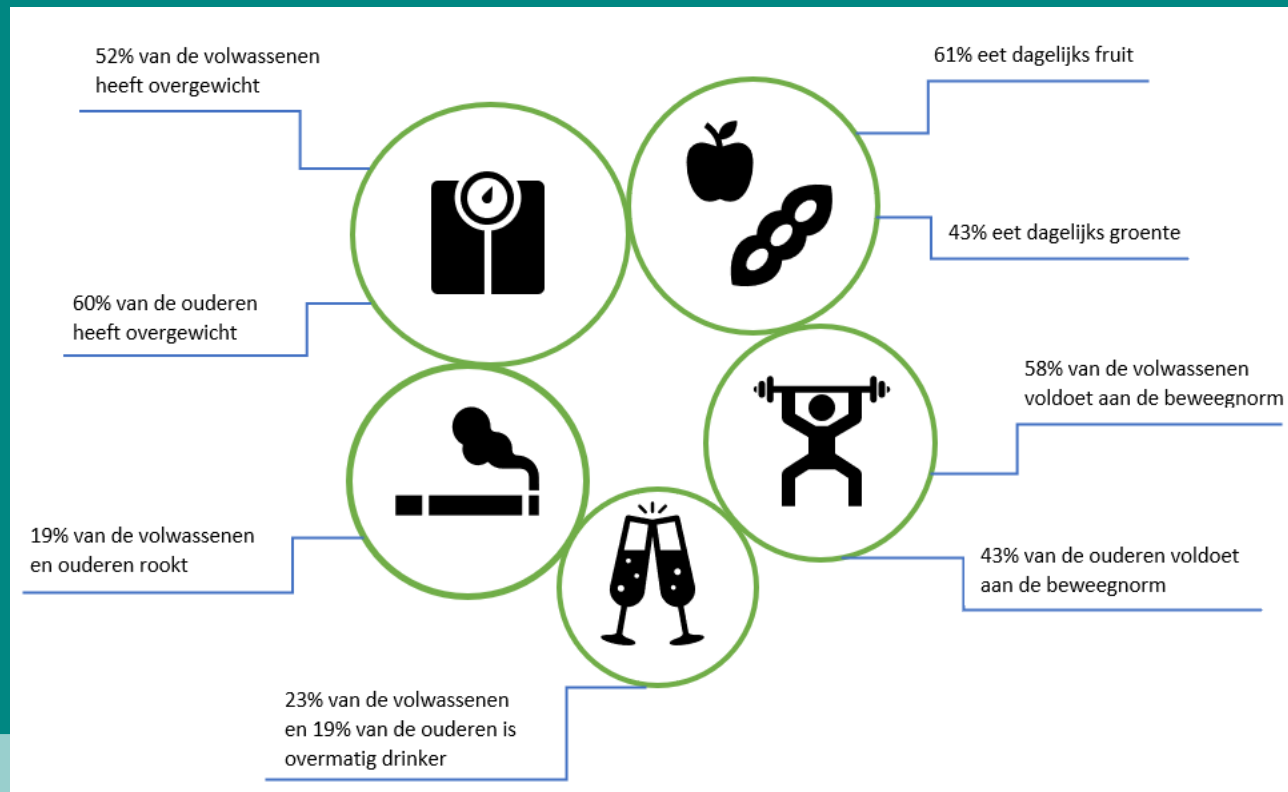 52% van de volwassenen
heeft overgewicht
61% eet dagelijks fruit
43% eet dagelijks groente
60% van de ouderen
heeft overgewicht
58% van de volwassenen
voldoet aan de beweegnorm
19% van de volwassenen
en ouderen rookt
43% van de ouderen voldoet
aan de beweegnorm
23% van de volwassenen
en 19% van de ouderen is
overmatig drinker